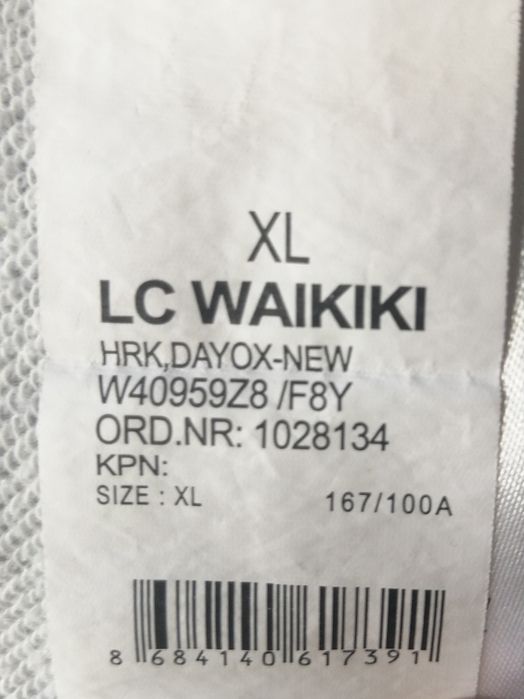 XL
LC WAIKIKI
HRK,DAYOX-NEW
W40959Z8 /F8Y
ORD.NR: 1028134
KPN:
SIZE : XL 167/100A
8 684140 617391